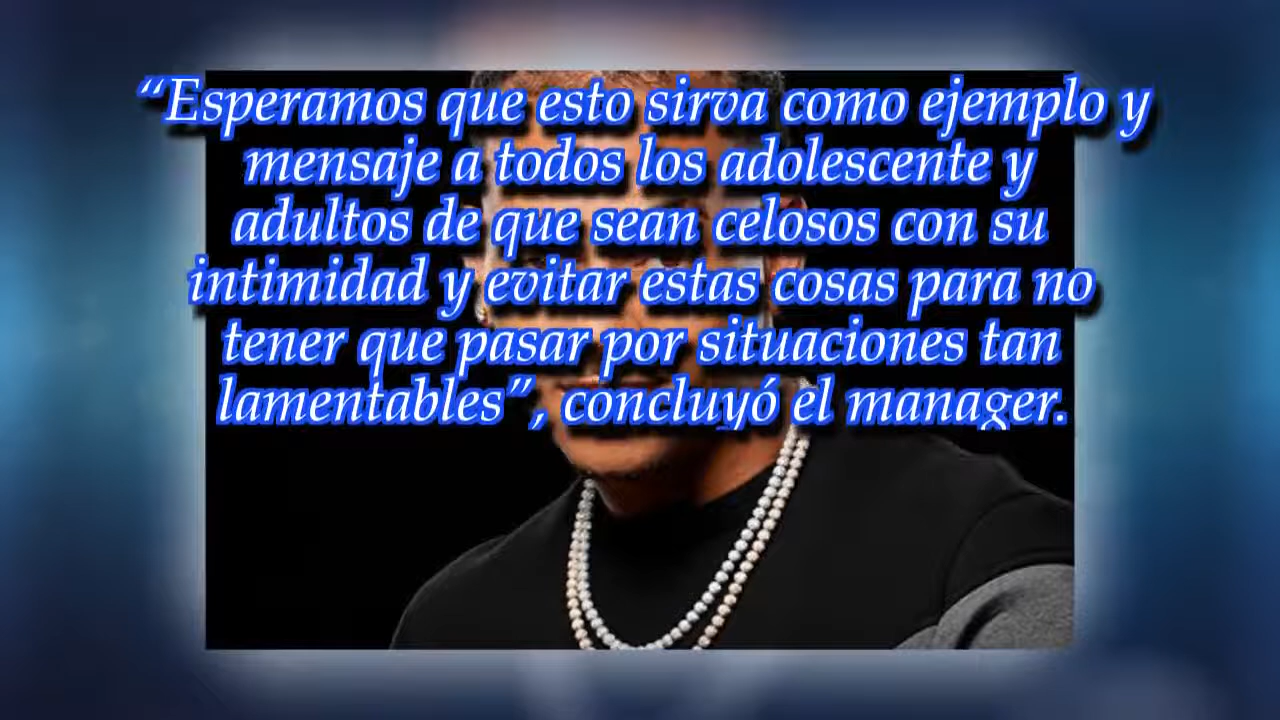 “Esperamos que esto sirva como ejemplo y
mensaje a todos los adolescente y
adultos de que sean celosos con su
intimidad y evitar estas cosas para no
tener que pasar por situaciones tan
lamentables”, concluyó el manager.